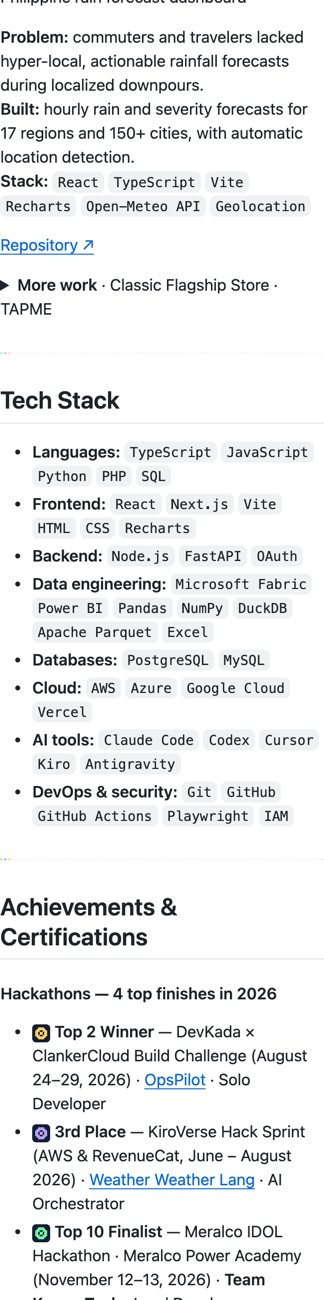 Philippine rain forecast dashboard
Problem: commuters and travelers lacked
hyper-local, actionable rainfall forecasts
during localized downpours.
Built: hourly rain and severity forecasts for
17 regions and 150+ cities, with automatic
location detection.
Stack: React TypeScript Vite
Recharts Open-Meteo API Geolocation
Repository ↗
▶ More work · Classic Flagship Store ·
TAPME
Tech Stack
• Languages: TypeScript JavaScript
Python PHP SQL
• Frontend: React Next.js Vite
HTML CSS Recharts
• Backend: Node.js FastAPI OAuth
• Data engineering: Microsoft Fabric
Power BI Pandas NumPy DuckDB
Apache Parquet Excel
• Databases: PostgreSQL MySQL
• Cloud: AWS Azure Google Cloud
Vercel
• AI tools: Claude Code Codex Cursor
Kiro Antigravity
• DevOps & security: Git GitHub
GitHub Actions Playwright IAM
Achievements &
Certifications
Hackathons — 4 top finishes in 2026
• Top 2 Winner — DevKada ×
ClankerCloud Build Challenge (August
24–29, 2026) · OpsPilot · Solo
Developer
• 3rd Place — KiroVerse Hack Sprint
(AWS & RevenueCat, June – August
2026) · Weather Weather Lang · AI
Orchestrator
• Top 10 Finalist — Meralco IDOL
Hackathon · Meralco Power Academy
(November 12–13, 2026) · Team